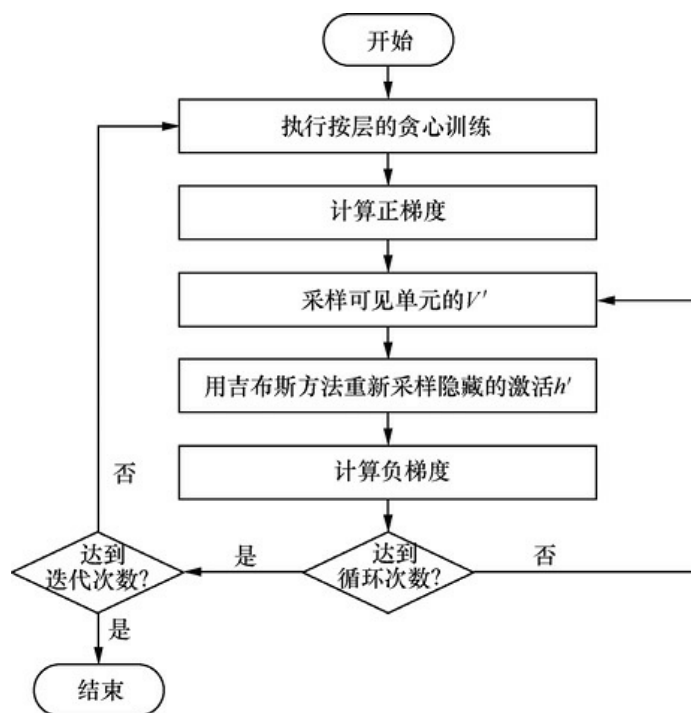 开始
执行按层的贪心训练
计算正梯度
采样可见单元的V′
用吉布斯方法重新采样隐藏的激活h′
计算负梯度
否
达到
迭代次数?
是
达到
循环次数?
否
是
结束